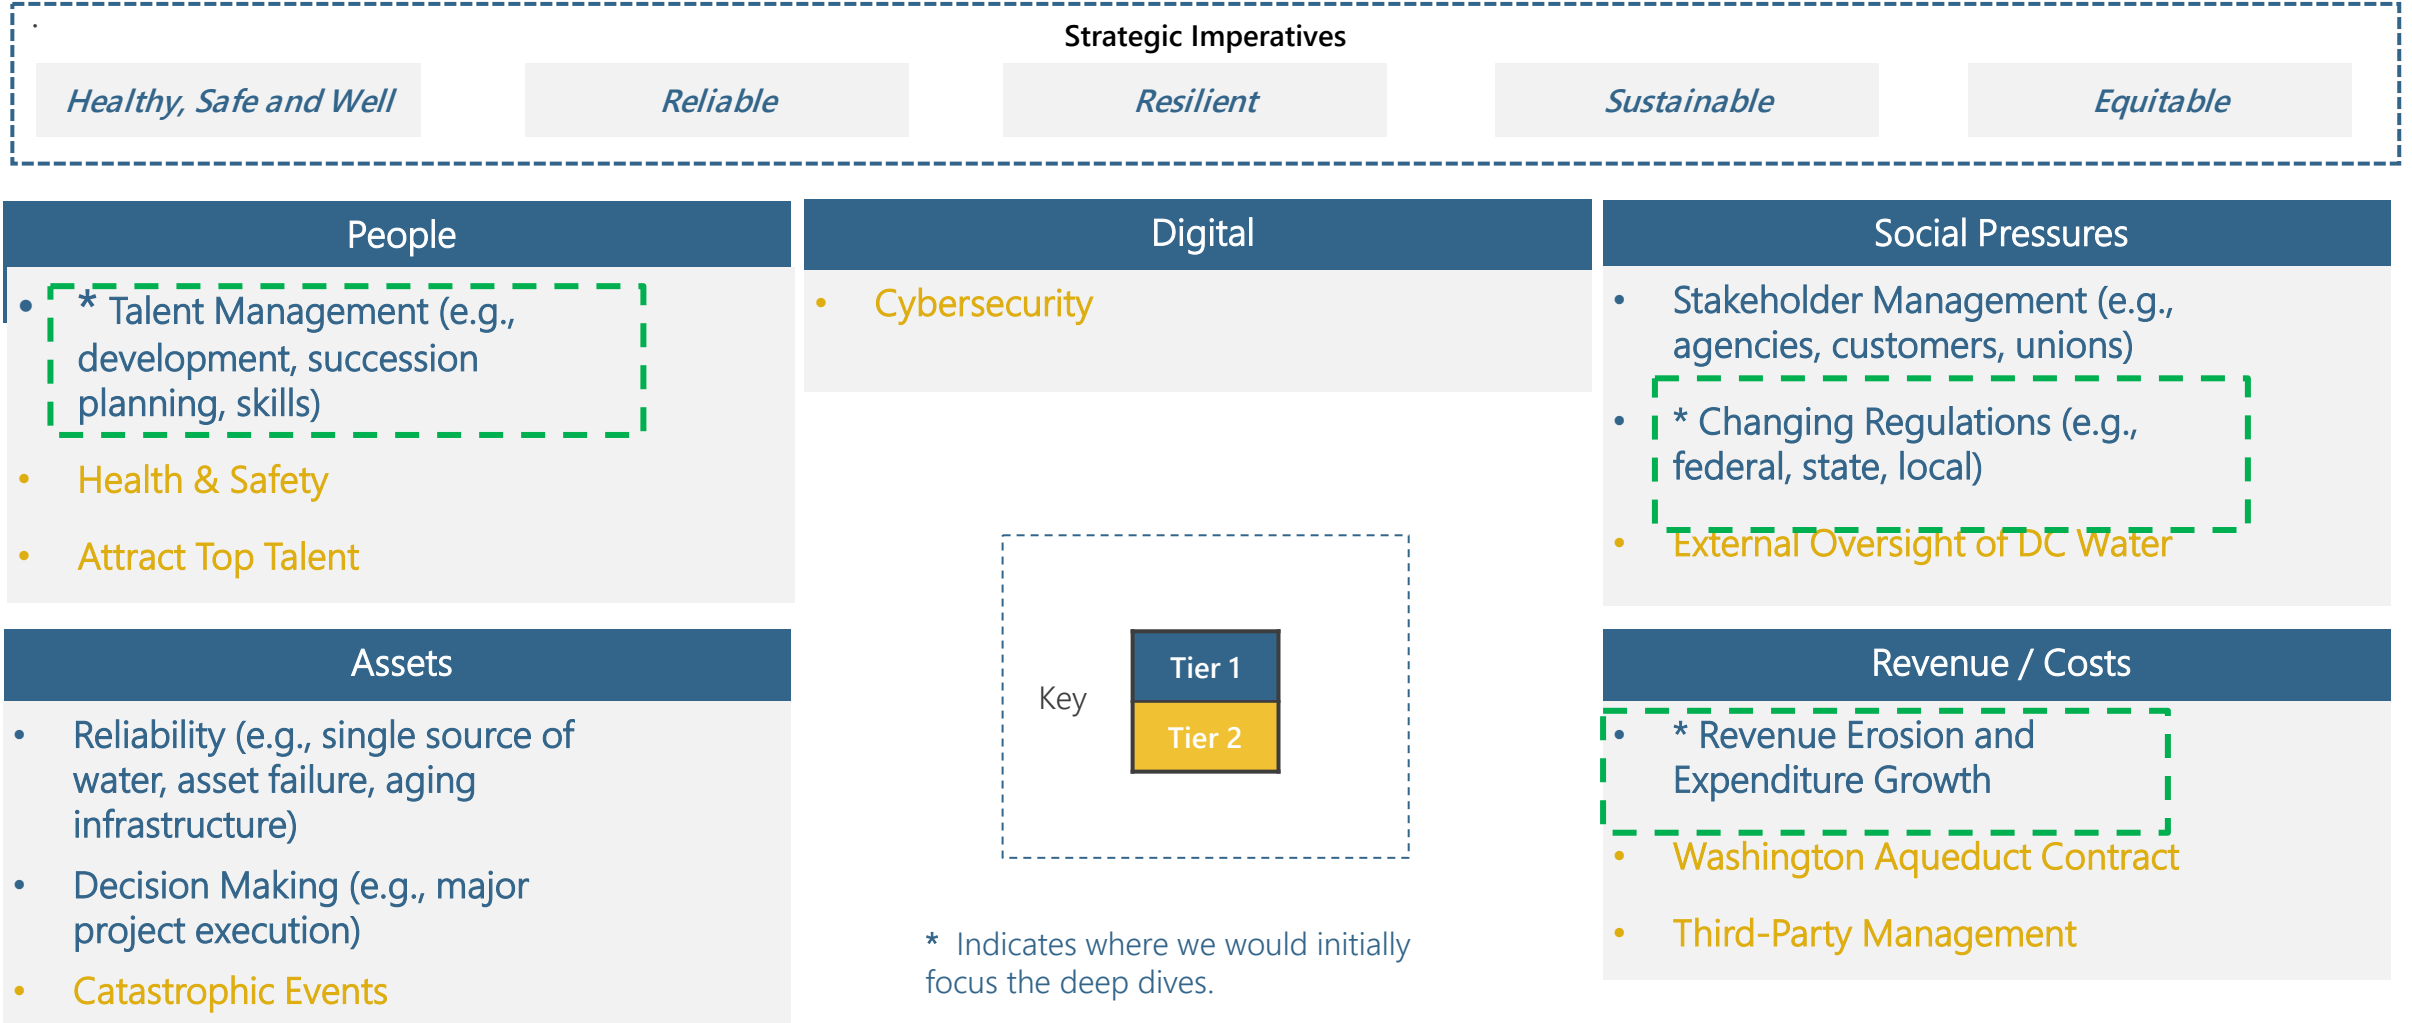 Strategic Imperatives
Healthy, Safe and Well
Reliable
Resilient
Sustainable
Equitable
People
• * Talent Management (e.g.,
development, succession
planning, skills)
• Health & Safety
• Attract Top Talent
Digital
• Cybersecurity
Social Pressures
• Stakeholder Management (e.g.,
agencies, customers, unions)
• * Changing Regulations (e.g.,
federal, state, local)
• External Oversight of DC Water
Assets
• Reliability (e.g., single source of
water, asset failure, aging
infrastructure)
• Decision Making (e.g., major
project execution)
• Catastrophic Events
Key
Tier 1
Tier 2
* Indicates where we would initially
focus the deep dives.
Revenue / Costs
• * Revenue Erosion and
Expenditure Growth
• Washington Aqueduct Contract
• Third-Party Management